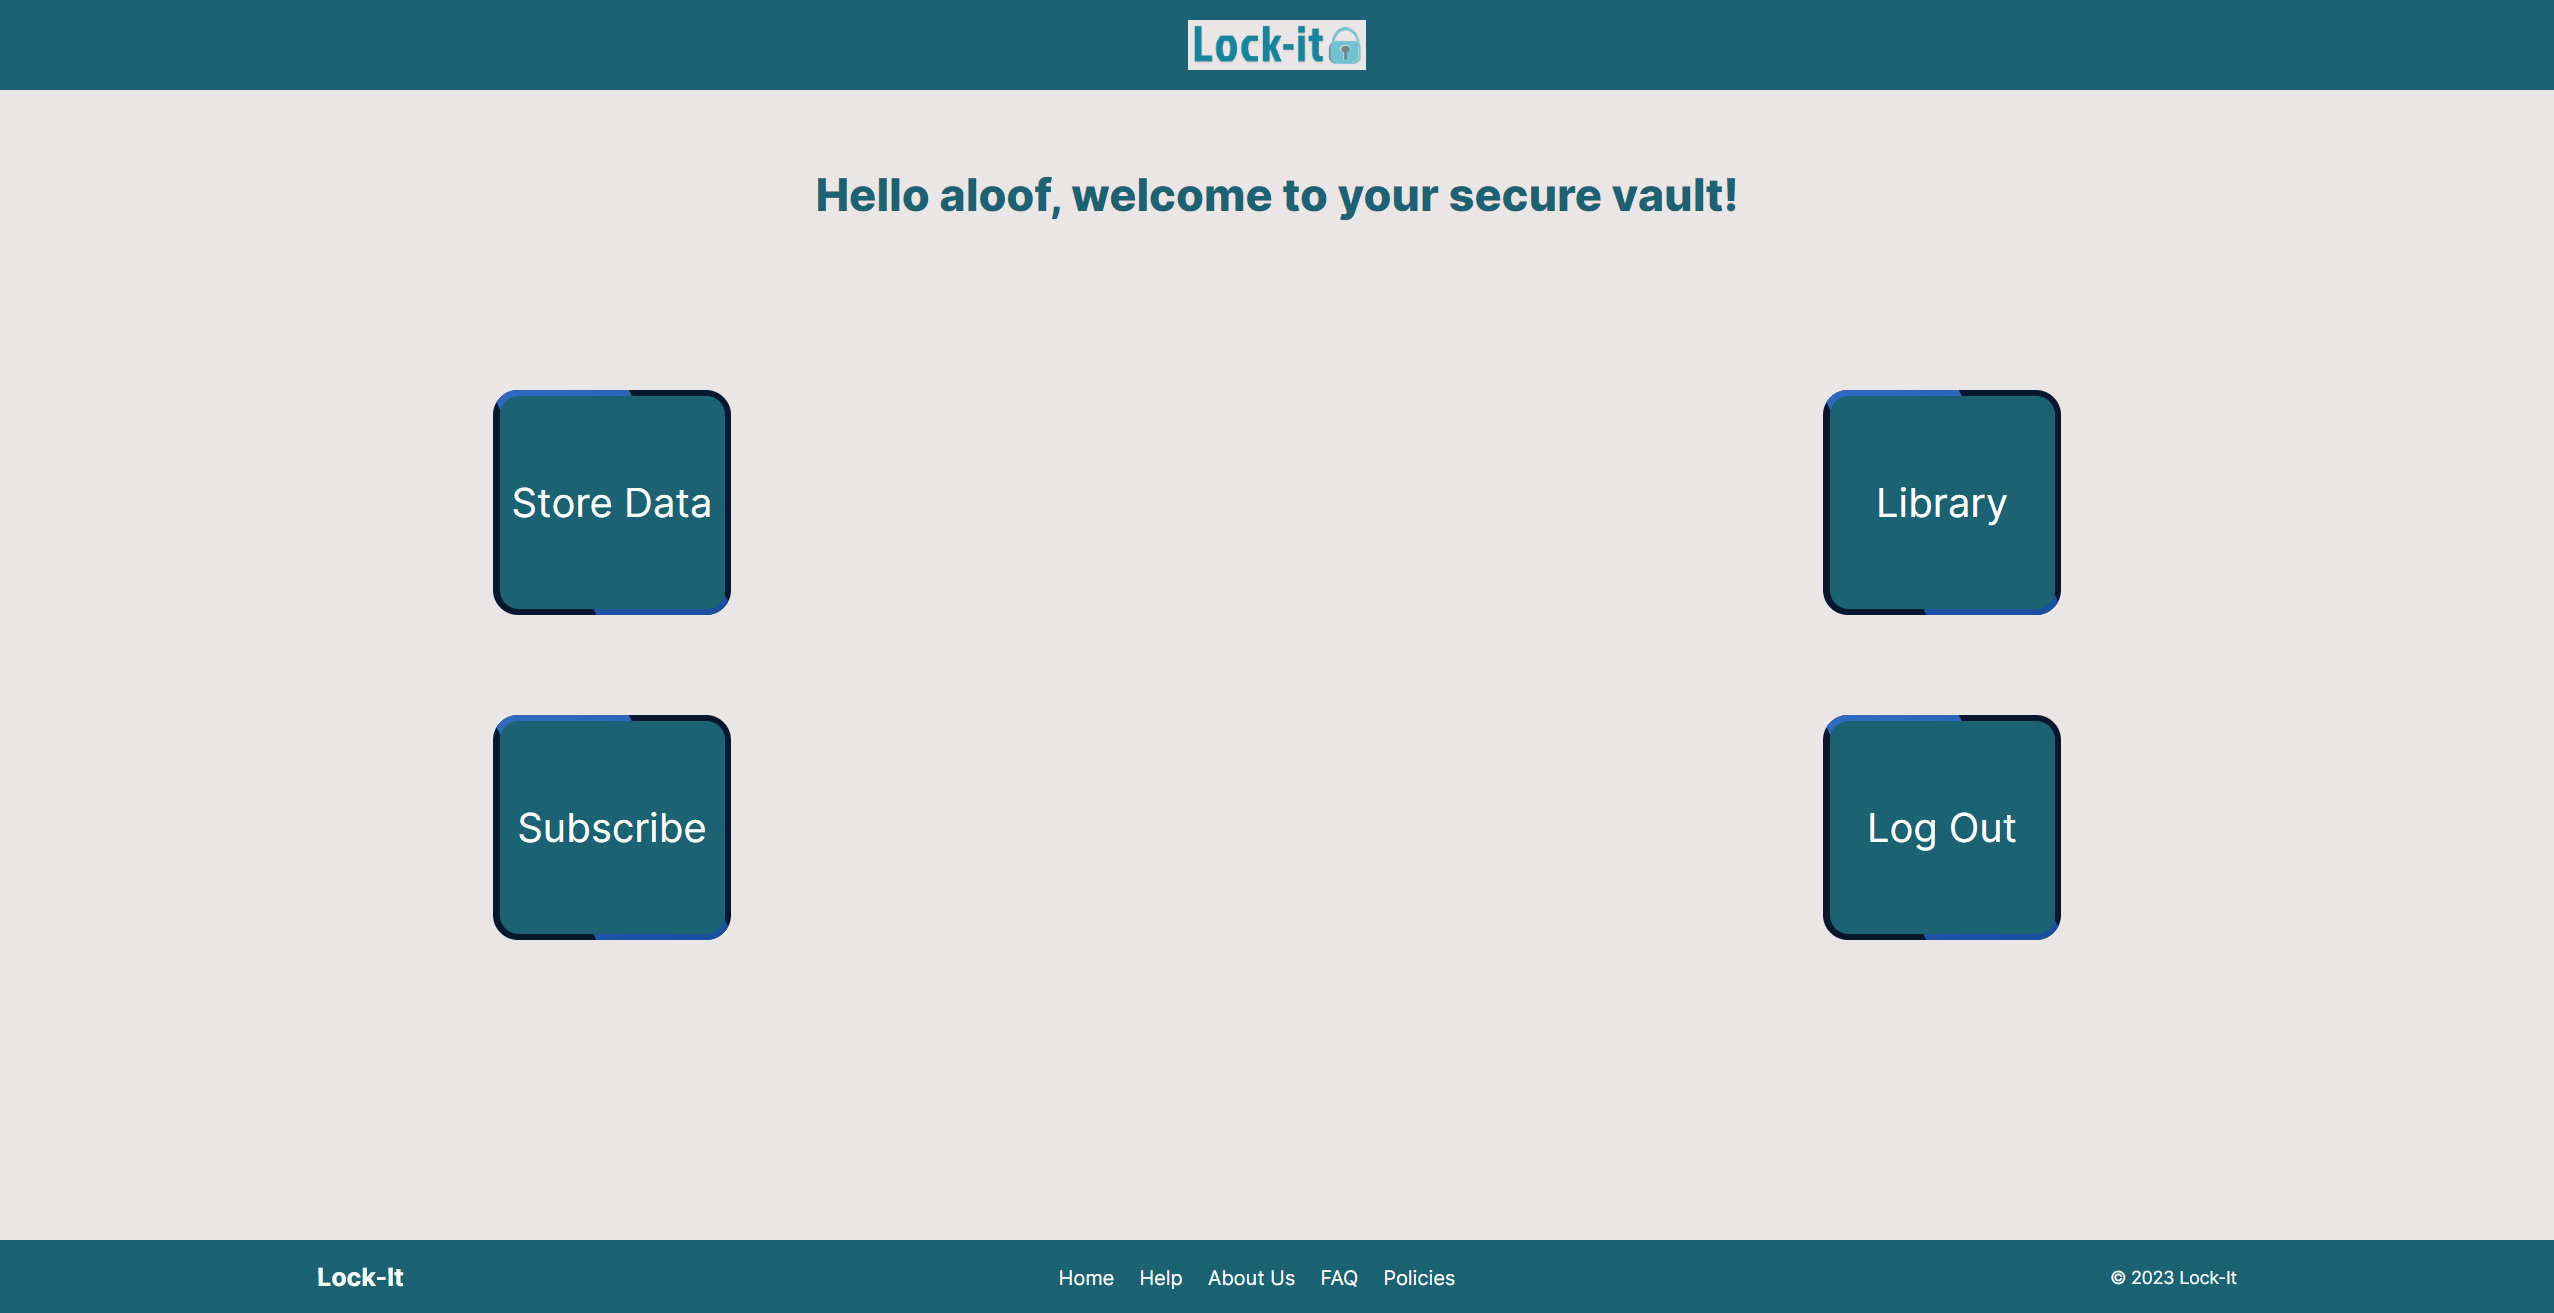 Lock-it
Hello aloof, welcome to your secure vault!
Store Data
Library
Subscribe
Log Out
Lock-It
Home Help About Us FAQ Policies
© 2023 Lock-It